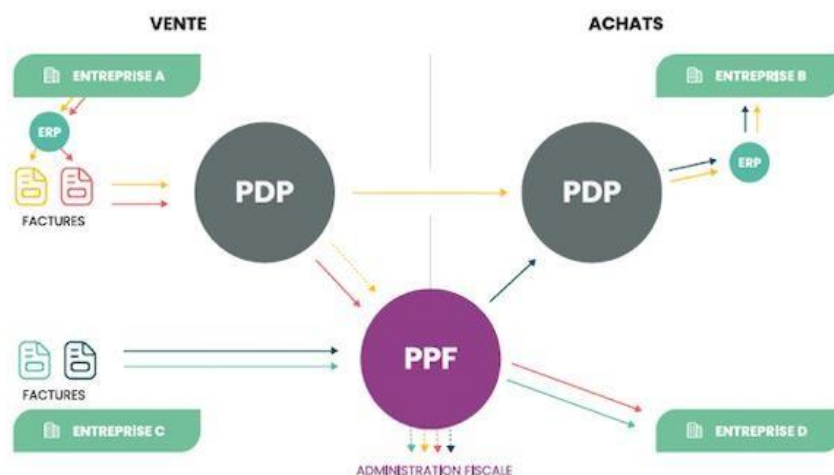 VENTE
ACHATS
ENTREPRISE A
ENTREPRISE B
ERP
ERP
PDP
PDP
FACTURES
PPF
FACTURES
ENTREPRISE C
ENTREPRISE D
ADMINISTRATION FISCALE